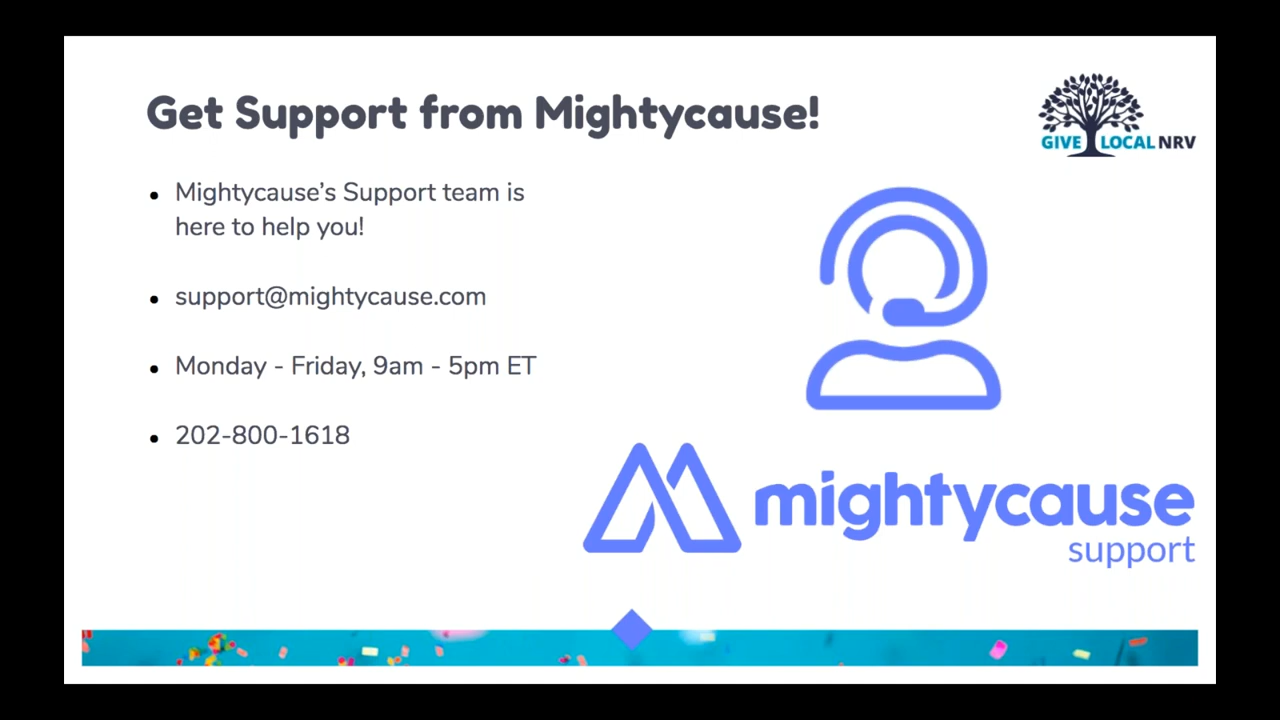 Get Support from Mightycause!
GIVE LOCAL NRV
• Mightycause’s Support team is
here to help you!
• support@mightycause.com
• Monday - Friday, 9am - 5pm ET
• 202-800-1618
mightycause
support